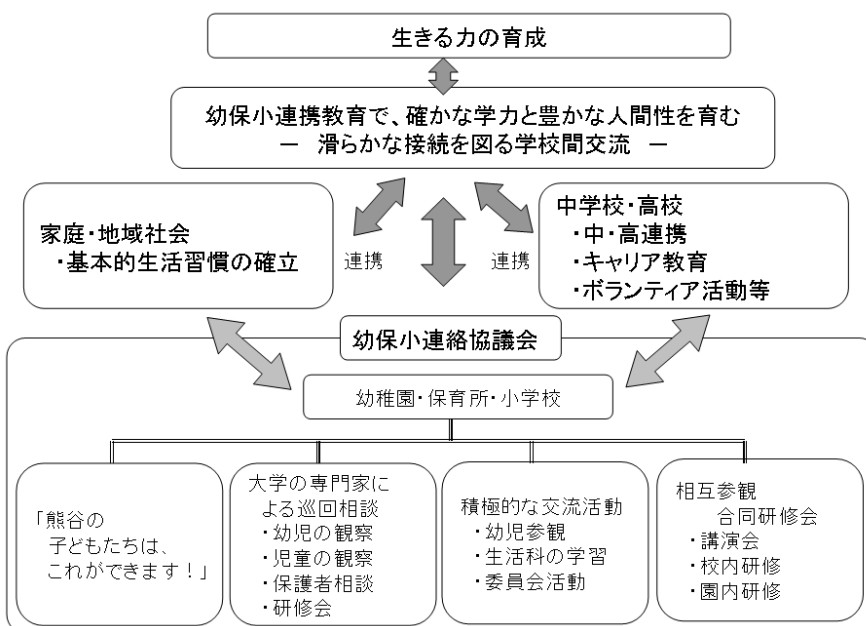 生きる力の育成
幼保小連携教育で、確かな学力と豊かな人間性を育む
－ 滑らかな接続を図る学校間交流 －
家庭・地域社会
・基本的生活習慣の確立
連携
連携
中学校・高校
・中・高連携
・キャリア教育
・ボランティア活動等
幼保小連絡協議会
幼稚園・保育所・小学校
「熊谷の
子どもたちは、
これができます！」
大学の専門家に
よる巡回相談
・幼児の観察
・児童の観察
・保護者相談
・研修会
積極的な交流活動
・幼児参観
・生活科の学習
・委員会活動
相互参観
合同研修会
・講演会
・校内研修
・園内研修